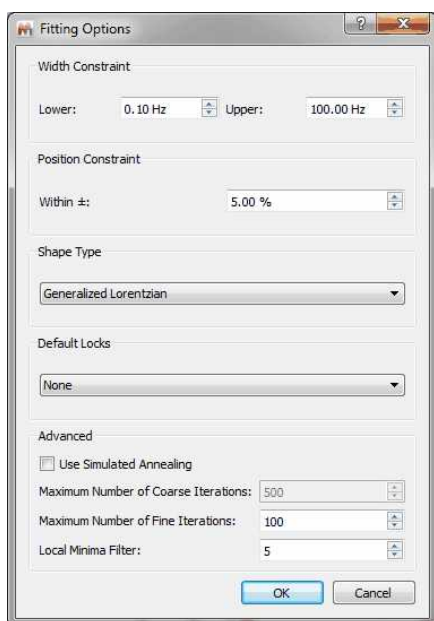 Fitting Options
Width Constraint
Lower: 0.10 Hz Upper: 100.00 Hz
Position Constraint
Within ±: 5.00 %
Shape Type
Generalized Lorentzian
Default Locks
None
Advanced
Use Simulated Annealing
Maximum Number of Coarse Iterations: 500
Maximum Number of Fine Iterations: 100
Local Minima Filter: 5
OK Cancel